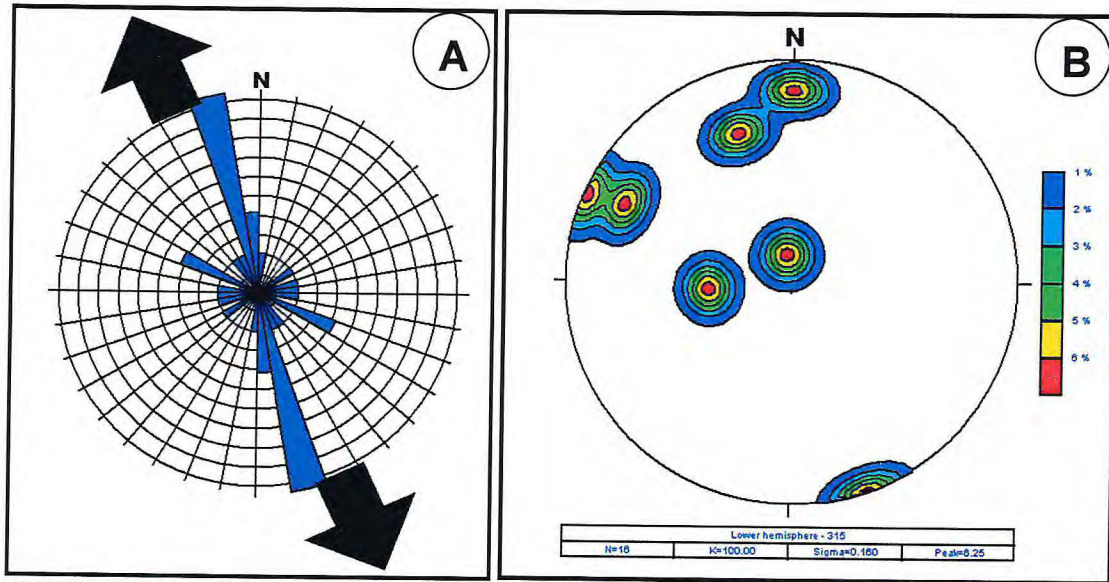 A
N
B
N
1 %
2 %
3 %
4 %
5 %
6 %
Lower hemisphere - 315
N=16 K=100.00 Sigma=0.160 Peak=6.25